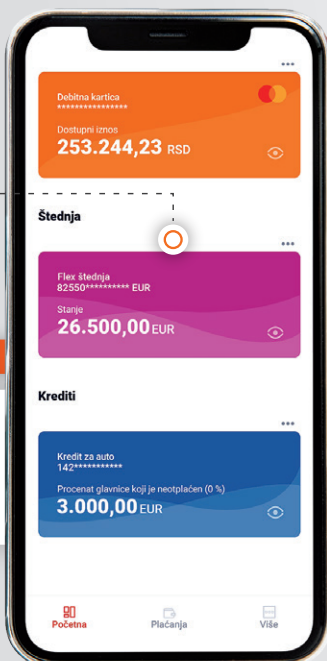 Debitna kartica
****************
Dostupni iznos
253.244,23 RSD
Štednja
Flex štednja
82550********** EUR
Stanje
26.500,00 EUR
Krediti
Kredit za auto
142***********
Procenat glavnice koji je neotplaćen (0 %)
3.000,00 EUR
Početna
Plaćanja
Više